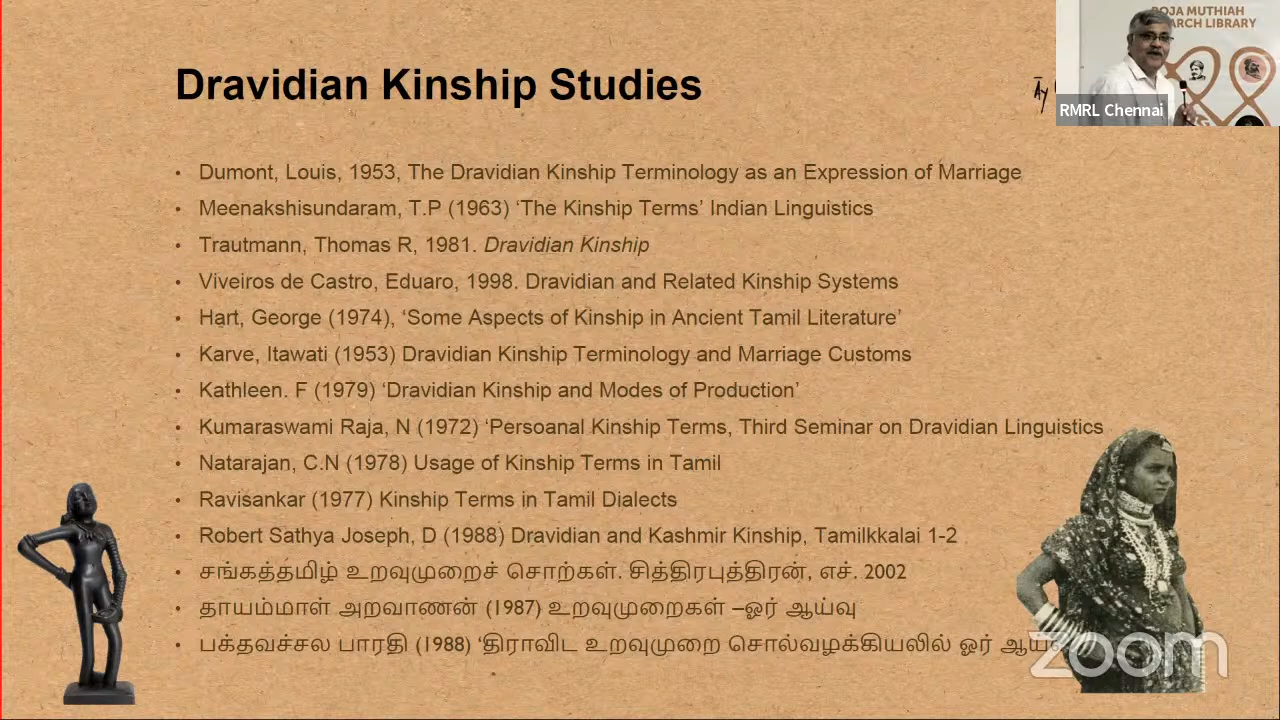 ROJA MUTHIAH
ARCH LIBRARY
RMRL Chennai
Dravidian Kinship Studies
• Dumont, Louis, 1953, The Dravidian Kinship Terminology as an Expression of Marriage
• Meenakshisundaram, T.P (1963) ‘The Kinship Terms’ Indian Linguistics
• Trautmann, Thomas R, 1981. Dravidian Kinship
• Viveiros de Castro, Eduaro, 1998. Dravidian and Related Kinship Systems
• Hart, George (1974), ‘Some Aspects of Kinship in Ancient Tamil Literature’
• Karve, Itawati (1953) Dravidian Kinship Terminology and Marriage Customs
• Kathleen. F (1979) ‘Dravidian Kinship and Modes of Production’
• Kumaraswami Raja, N (1972) ‘Persoanal Kinship Terms, Third Seminar on Dravidian Linguistics
• Natarajan, C.N (1978) Usage of Kinship Terms in Tamil
• Ravisankar (1977) Kinship Terms in Tamil Dialects
• Robert Sathya Joseph, D (1988) Dravidian and Kashmir Kinship, Tamilkkalai 1-2
• சங்கத்தமிழ் உறவுமுறைச் சொற்கள். சித்திரபுத்திரன், எச். 2002
• தாயம்மாள் அறவாணன் (1987) உறவுமுறைகள் –ஓர் ஆய்வு
• பக்தவச்சல பாரதி (1988) ‘திராவிட உறவுமுறை சொல்வழக்கியலில் ஓர்
zoom